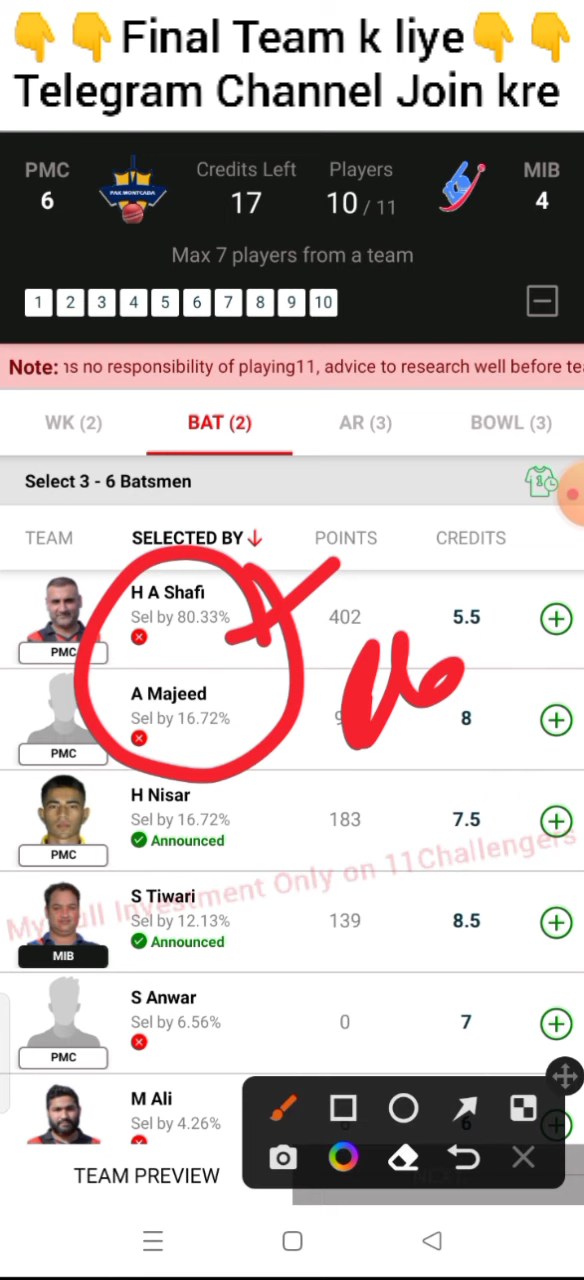 👇👇Final Team k liye👇👇
Telegram Channel Join kre
PMC
Credits Left
Players
MIB
6
PAK MONTCADA
17
10 / 11
4
Max 7 players from a team
1 2 3 4 5 6 7 8 9 10
Note: ns no responsibility of playing11, advice to research well before te
WK (2) BAT (2) AR (3) BOWL (3)
Select 3 - 6 Batsmen
TEAM SELECTED BY POINTS CREDITS
H A Shafi
Sel by 80.33%
402
5.5
PMC
A Majeed
Sel by 16.72%
8
PMC
H Nisar
Sel by 16.72%
183
7.5
Announced
PMC
My Full Investment Only on 11Challengers
S Tiwari
Sel by 12.13%
139
8.5
Announced
MIB
S Anwar
Sel by 6.56%
0
7
PMC
M Ali
Sel by 4.26%
6
TEAM PREVIEW